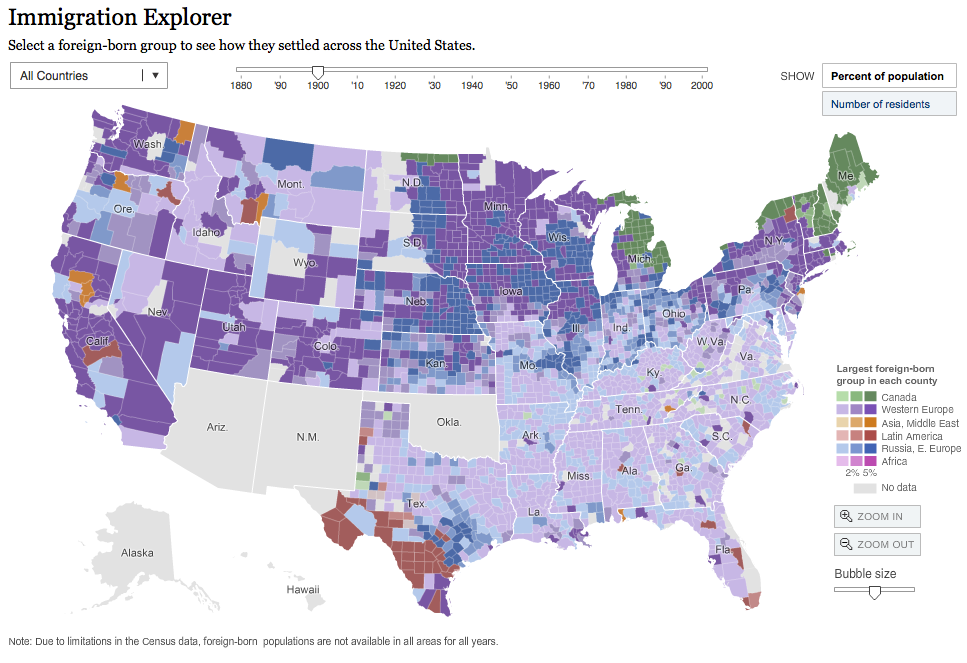 Immigration Explorer
Select a foreign-born group to see how they settled across the United States.
All Countries
1880 '90 1900 '10 1920 '30 1940 '50 1960 '70 1980 '90 2000
SHOW
Percent of population
Number of residents
Wash.
Mont.
N.D.
Minn.
Me.
Ore.
Idaho
Wis.
N.Y.
S.D.
Mich.
Wyo.
Iowa
Pa.
Neb.
Nev.
Ill.
Ind.
Ohio
Utah
Calif.
Colo.
Kan.
Mo.
W.Va.
Va.
Ky.
N.C.
Tenn.
Ariz.
N.M.
Okla.
Ark.
S.C.
Miss.
Ala.
Ga.
Tex
La.
Fla.
Alaska
Hawaii
Largest foreign-born
group in each county
Canada
Western Europe
Asia, Middle East
Latin America
Russia, E. Europe
Africa
2% 5%
No data
ZOOM IN
ZOOM OUT
Bubble size
Note: Due to limitations in the Census data, foreign-born populations are not available in all areas for all years.